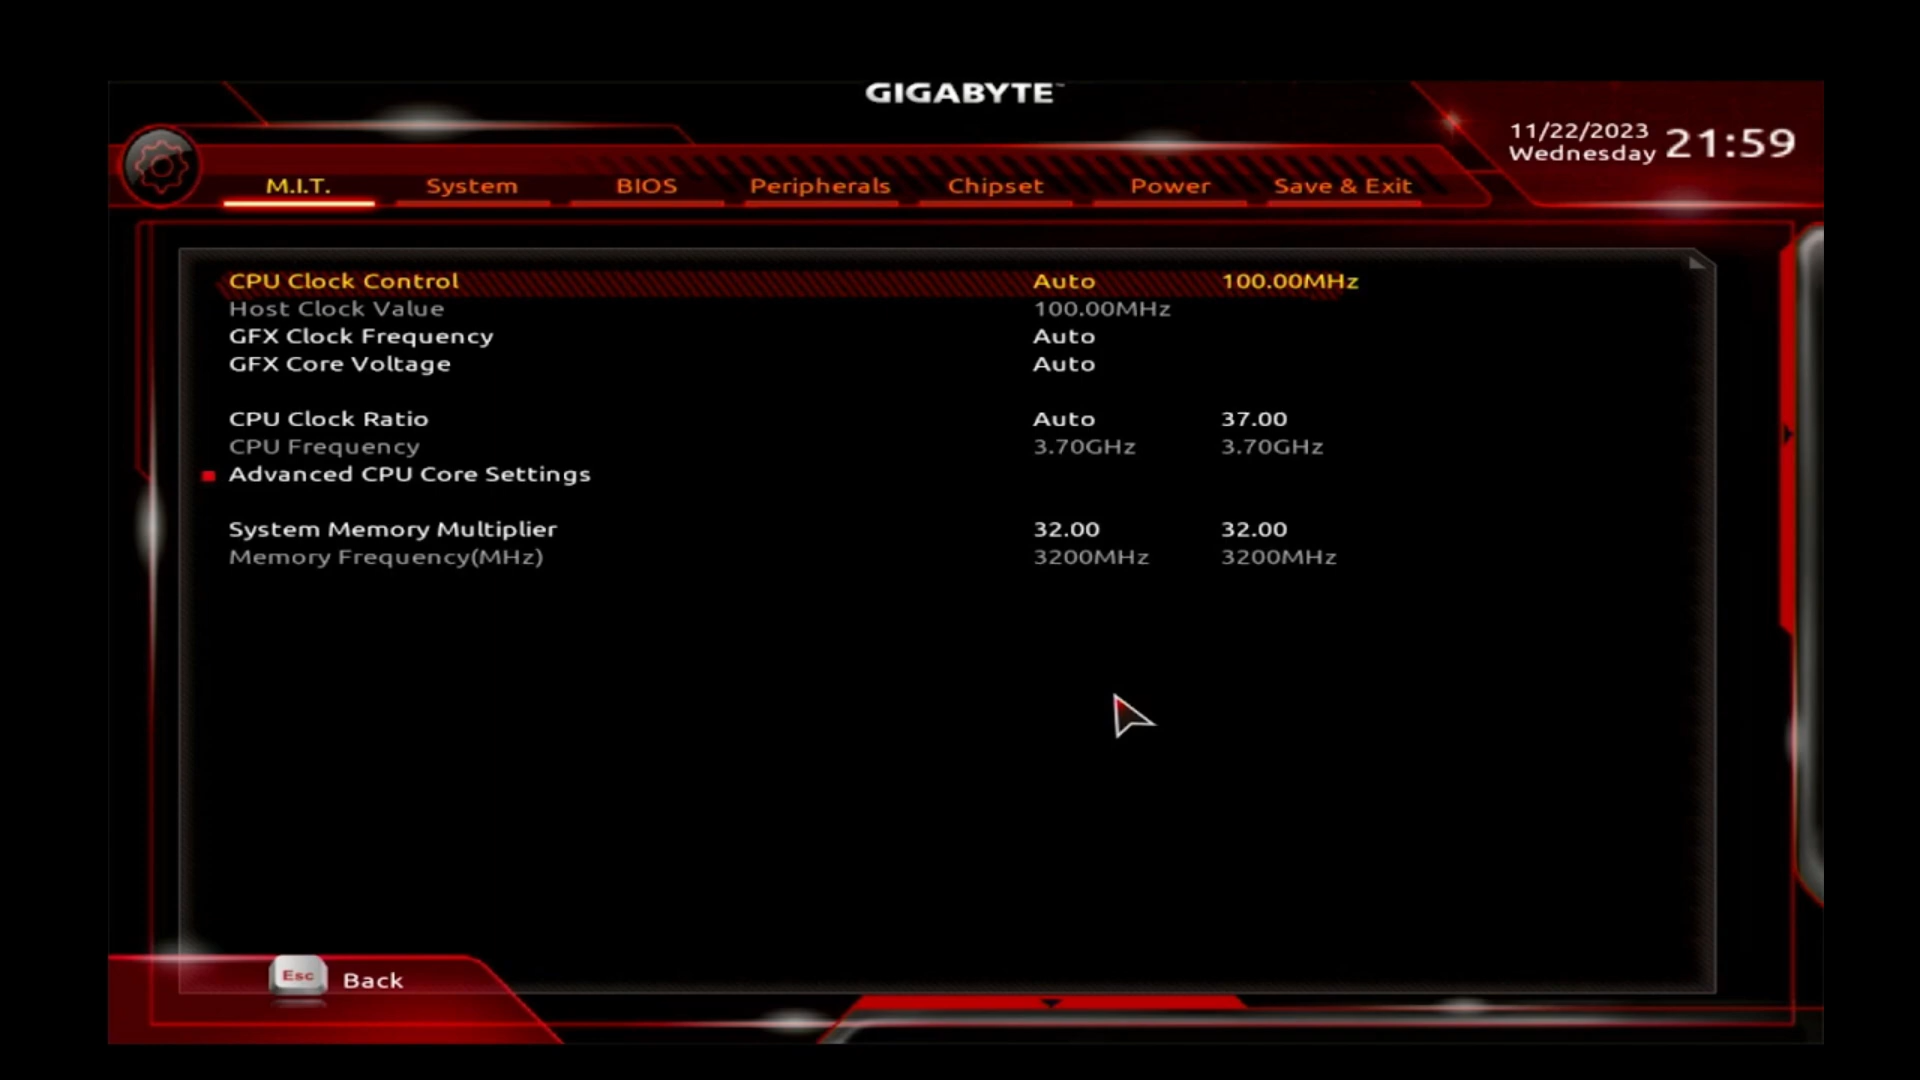 GIGABYTE™
11/22/2023
Wednesday 21:59
M.I.T. System BIOS Peripherals Chipset Power Save & Exit
CPU Clock Control Auto 100.00MHz
Host Clock Value 100.00MHz
GFX Clock Frequency Auto
GFX Core Voltage Auto
CPU Clock Ratio Auto 37.00
CPU Frequency 3.70GHz 3.70GHz
Advanced CPU Core Settings
System Memory Multiplier 32.00 32.00
Memory Frequency(MHz) 3200MHz 3200MHz
Esc Back